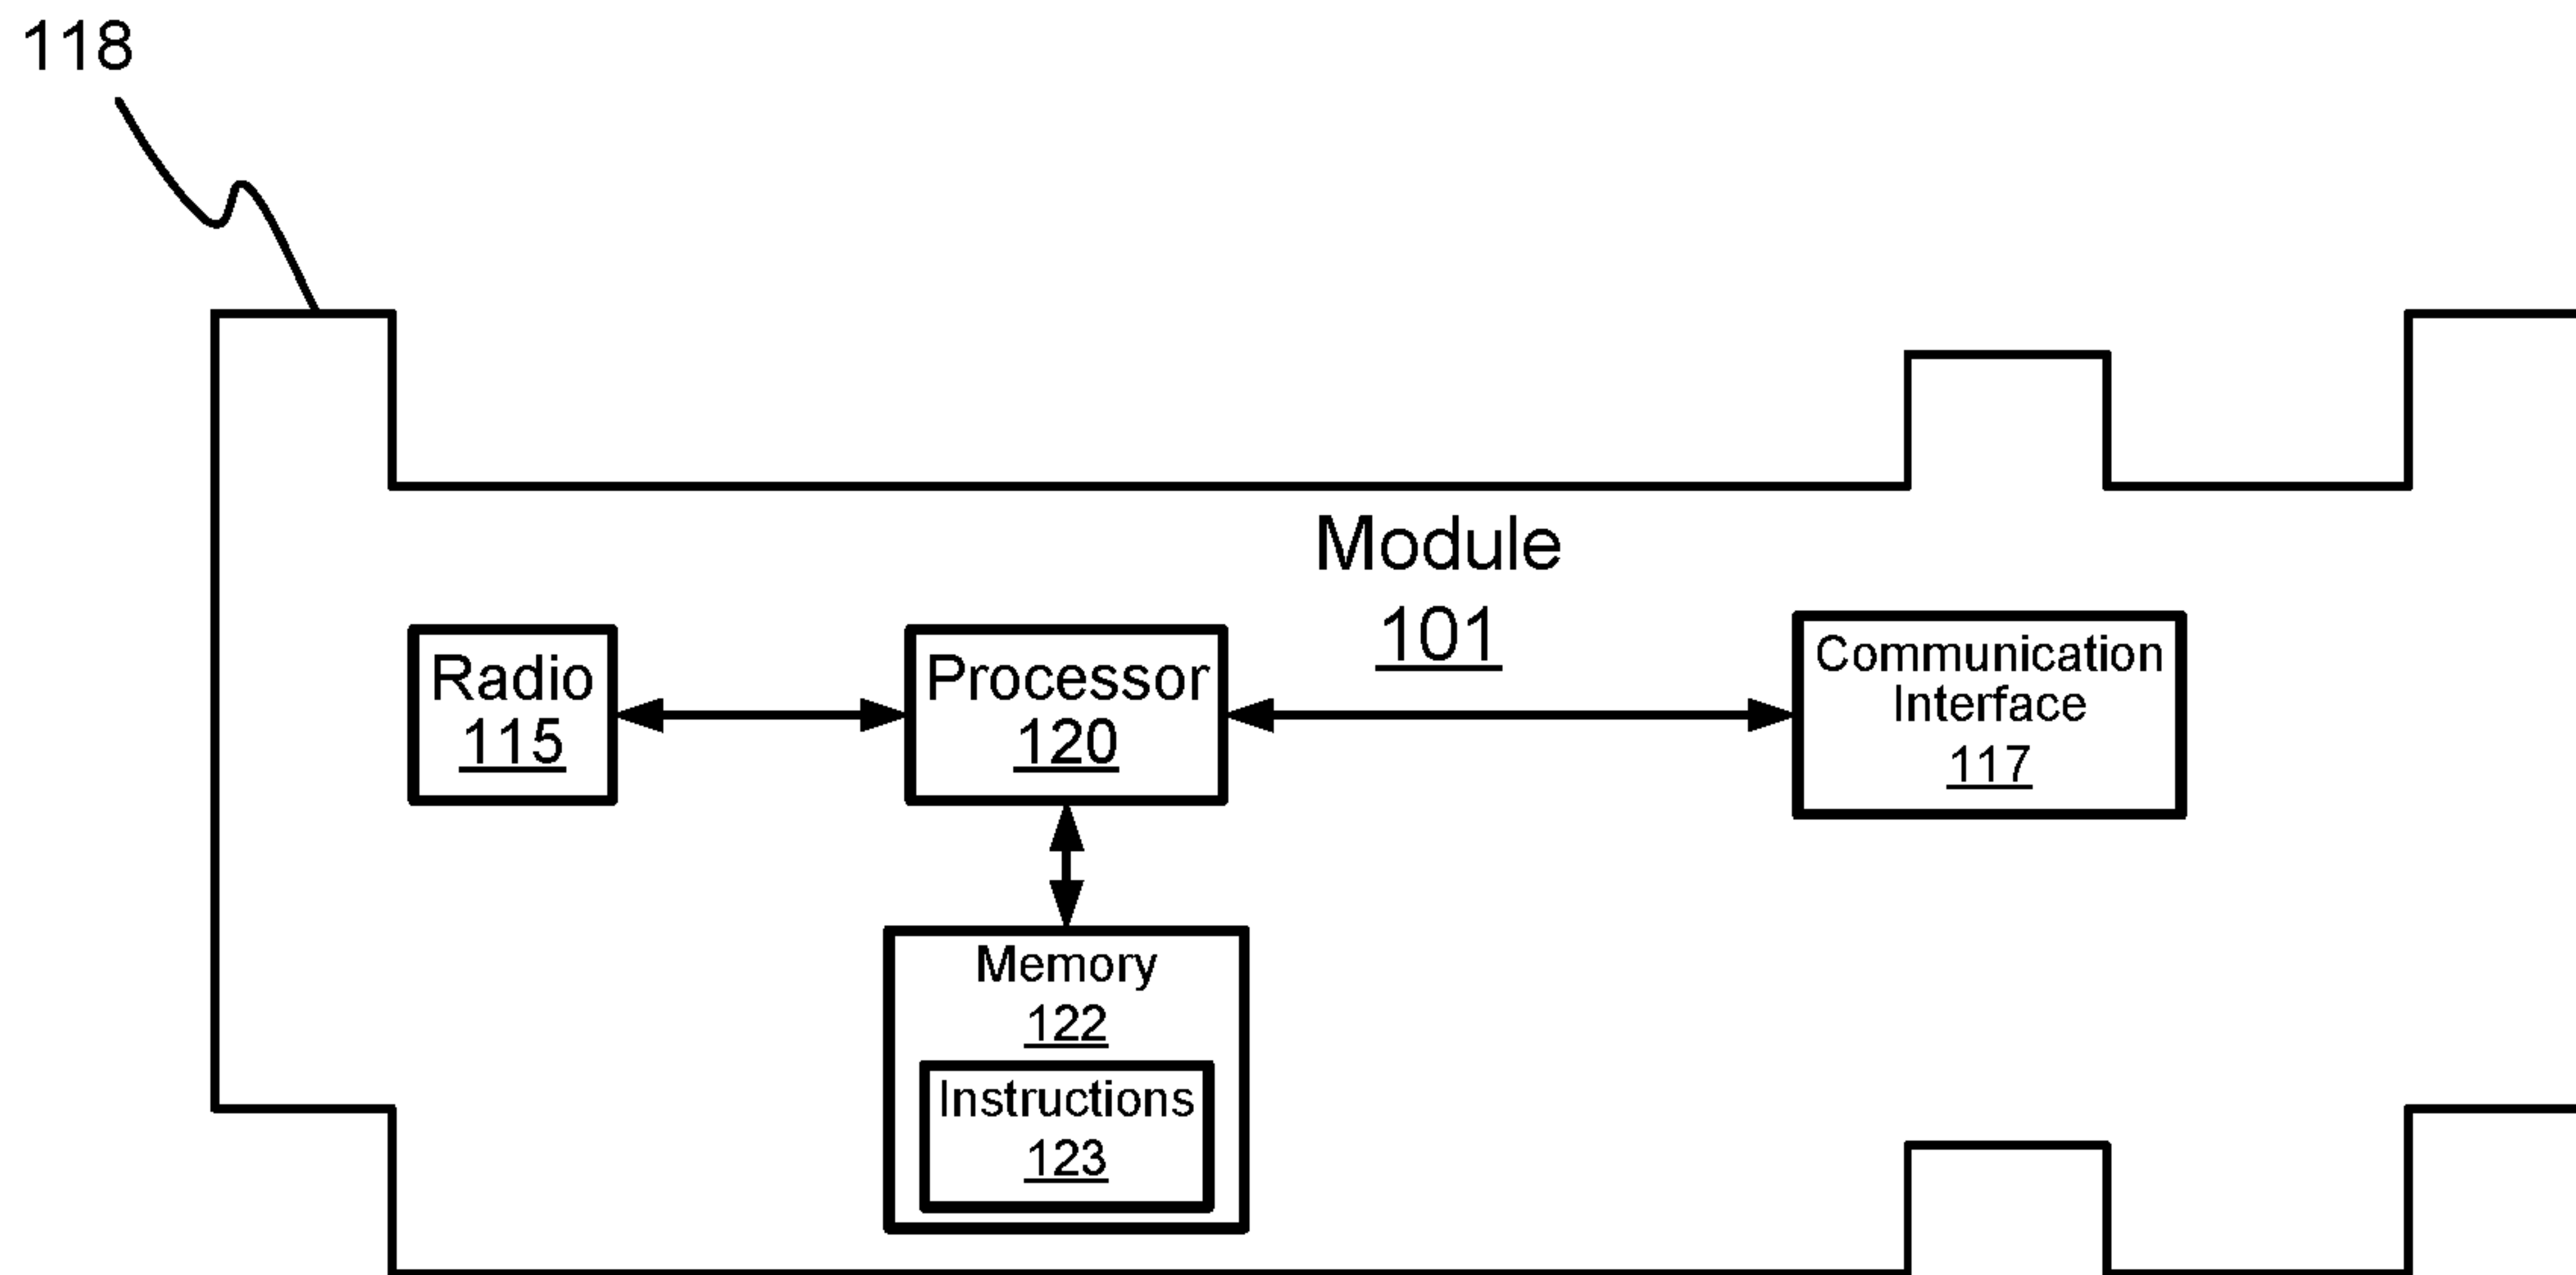 118
Module
101
Radio
115
Processor
120
Communication
Interface
117
Memory
122
Instructions
123